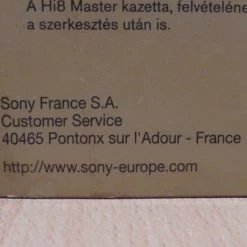 A Hi8 Master kazetta, felvételéne
a szerkesztés után is.
Sony France S.A.
Customer Service
40465 Pontonx sur l'Adour - France
http://www.sony-europe.com